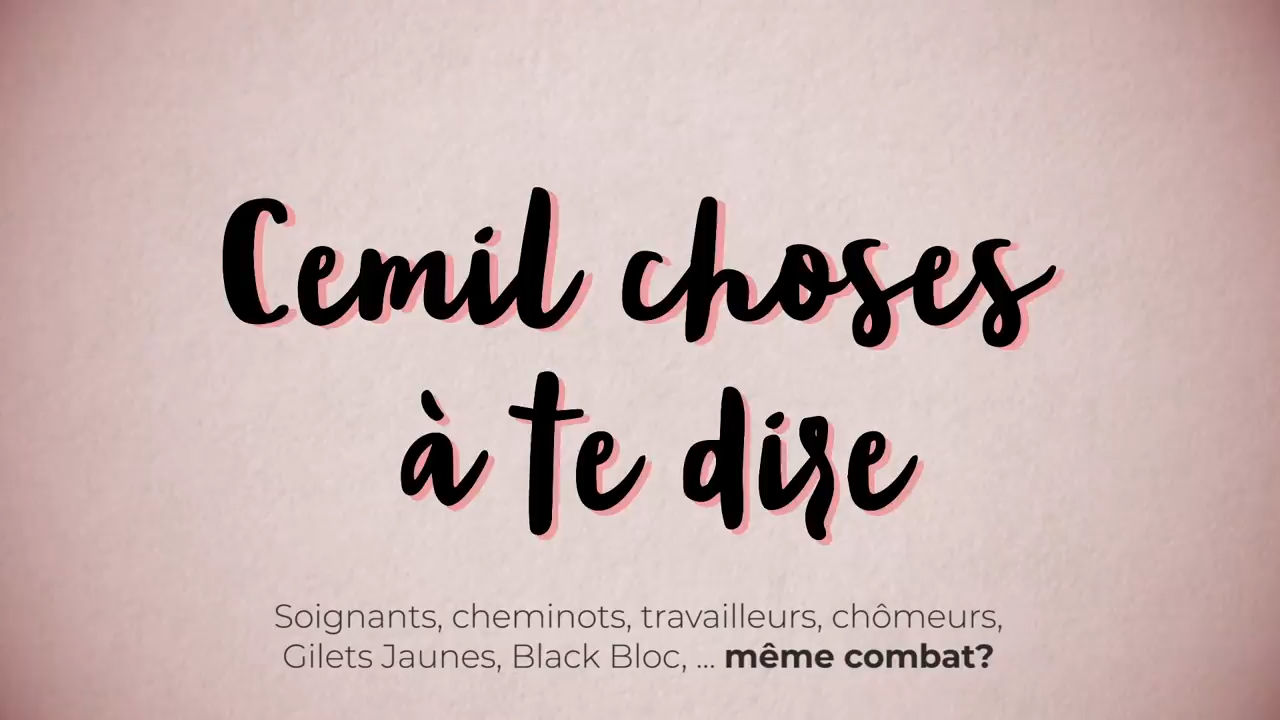 Cemil choses
à te dire
Soignants, cheminots, travailleurs, chômeurs,
Gilets Jaunes, Black Bloc, ... même combat?